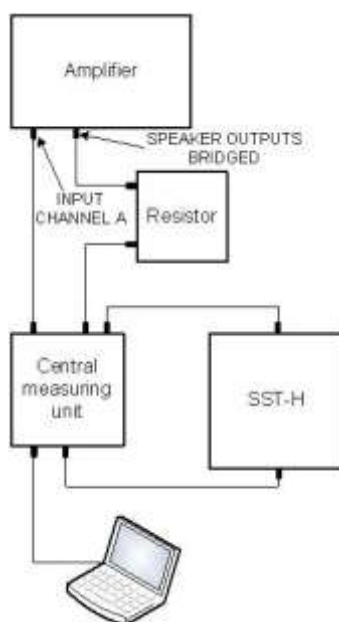 Amplifier
SPEAKER OUTPUTS
BRIDGED
INPUT
CHANNEL A
Resistor
Central
measuring
unit
SST-H